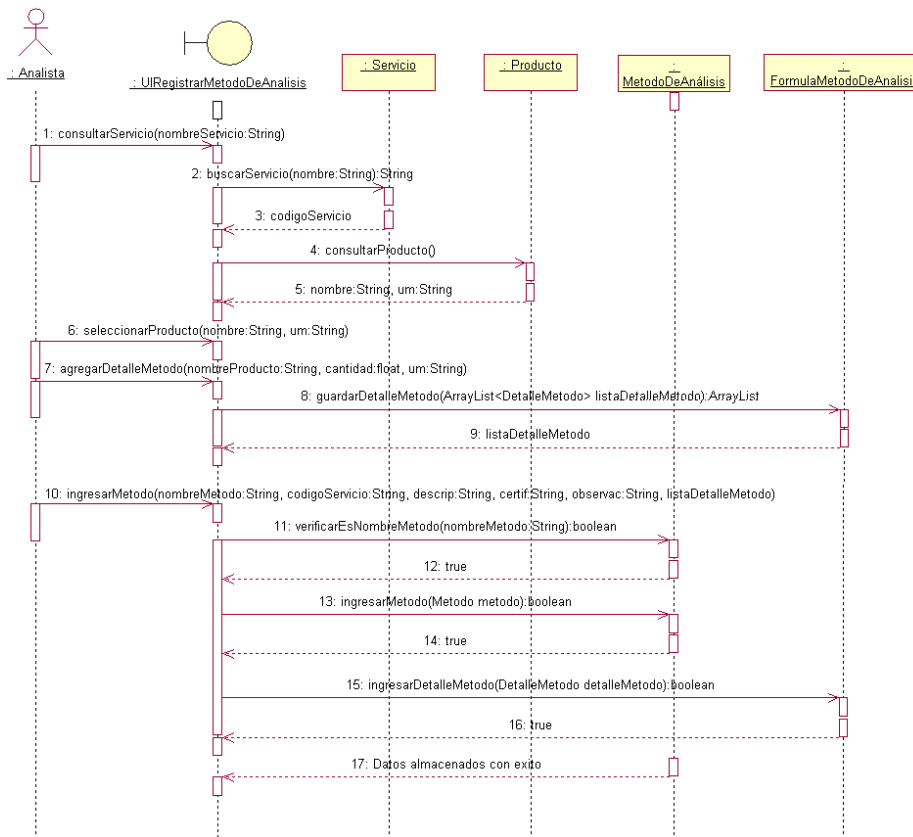 : Analista
: UIRegistrarMetodoDeAnalisis
: Servicio
: Producto
:
MetodoDeAnálisis
:
FormulaMetodoDeAnalisi
1: consultarServicio(nombreServicio:String)
2: buscarServicio(nombre:String):String
3: codigoServicio
4: consultarProducto()
5: nombre:String, um:String
6: seleccionarProducto(nombre:String, um:String)
7: agregarDetalleMetodo(nombreProducto:String, cantidad:float, um:String)
8: guardarDetalleMetodo(ArrayList<DetalleMetodo> listaDetalleMetodo):ArrayList
9: listaDetalleMetodo
10: ingresarMetodo(nombreMetodo:String, codigoServicio:String, descrip:String, certif:String, observac:String, listaDetalleMetodo)
11: verificarEsNombreMetodo(nombreMetodo:String):boolean
12: true
13: ingresarMetodo(Metodo metodo):boolean
14: true
15: ingresarDetalleMetodo(DetalleMetodo detalleMetodo):boolean
16: true
17: Datos almacenados con exito